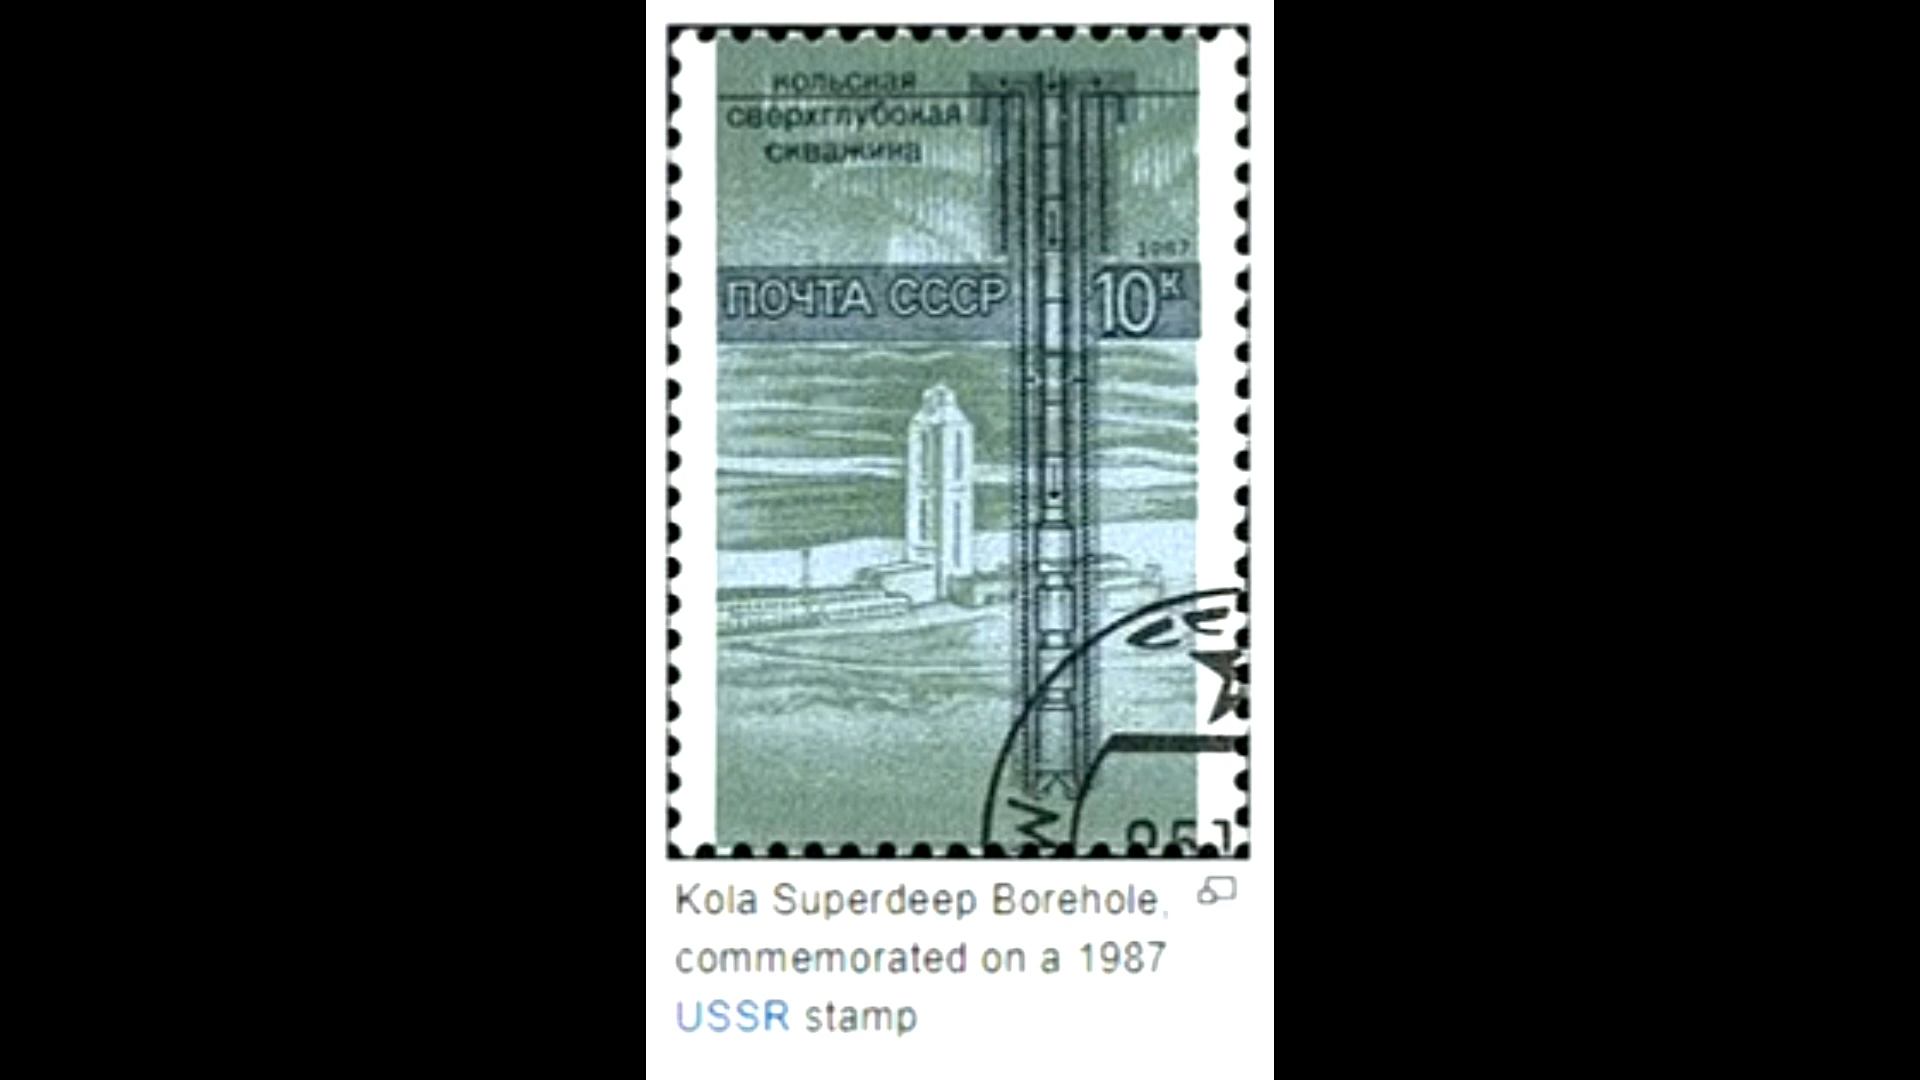 кольская
сверхглубокая
скважина
1987
ПОЧТА СССР 10к
М
Kola Superdeep Borehole,
commemorated on a 1987
USSR stamp